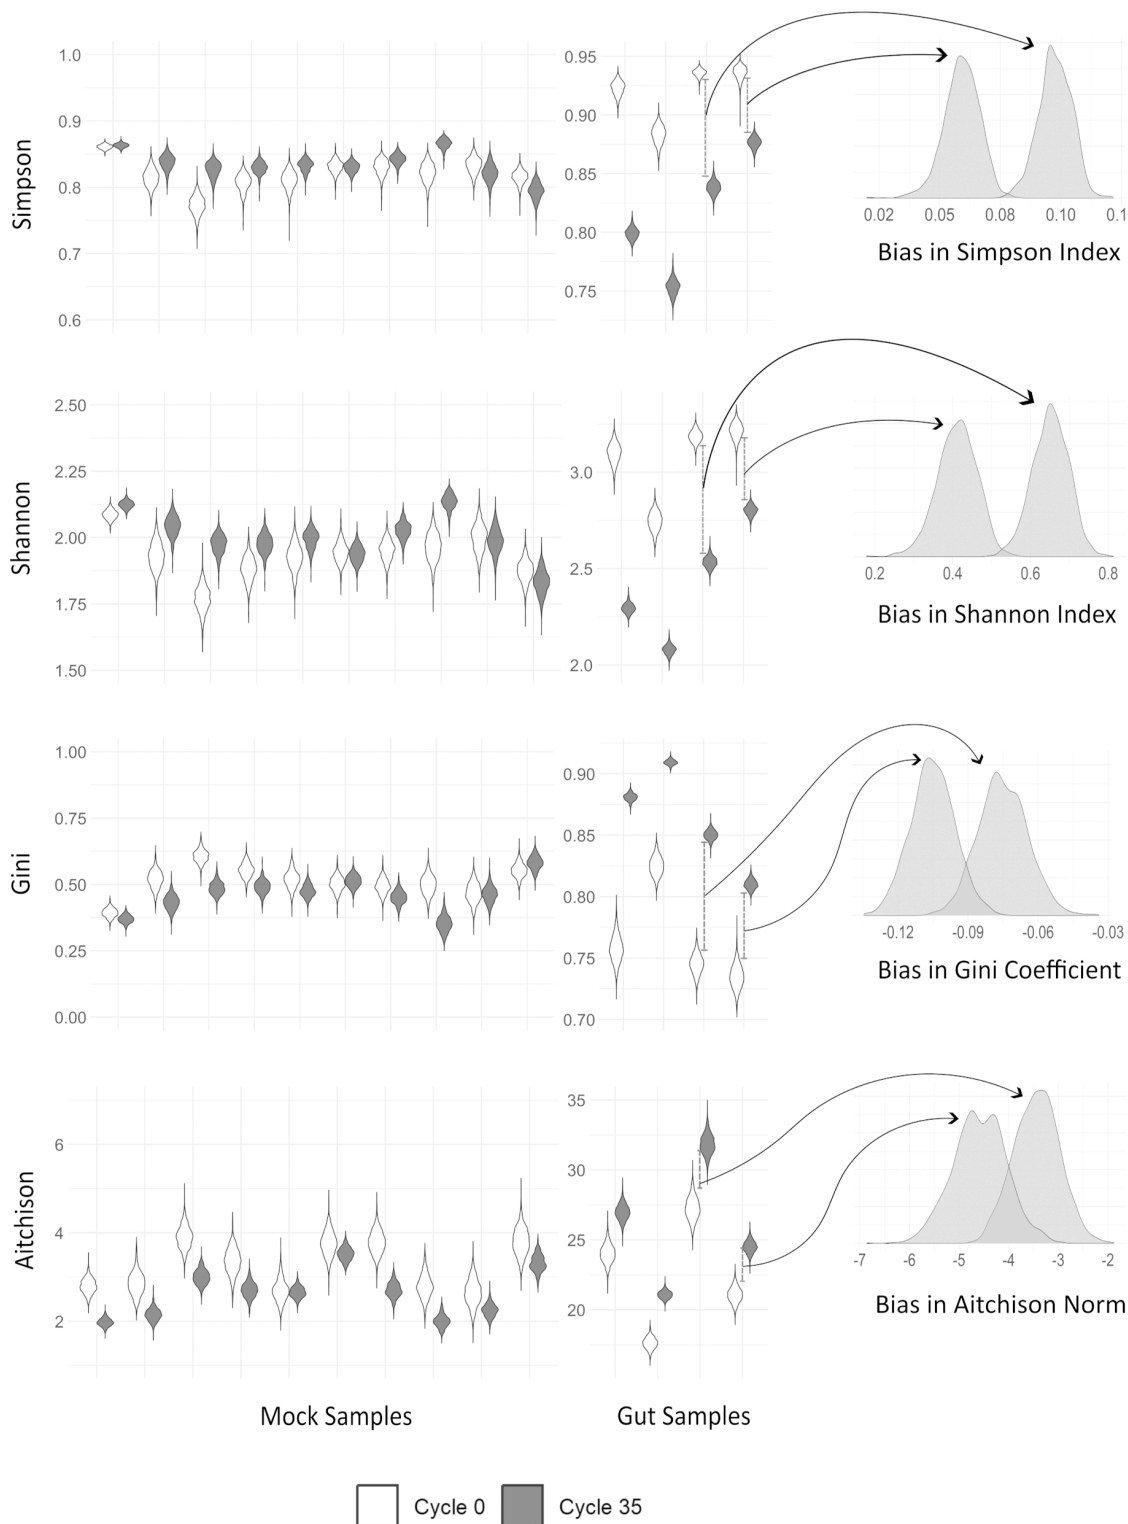 Simpson
1.0
0.9
0.8
0.7
0.6
0.95
0.90
0.85
0.80
0.75
0.02 0.05 0.08 0.10 0.1
Bias in Simpson Index
Shannon
2.50
2.25
2.00
1.75
1.50
3.0
2.5
2.0
0.2 0.4 0.6 0.8
Bias in Shannon Index
Gini
1.00
0.75
0.50
0.25
0.00
0.90
0.85
0.80
0.75
0.70
-0.12 -0.09 -0.06 -0.03
Bias in Gini Coefficient
Aitchison
6
4
2
35
30
25
20
-7 -6 -5 -4 -3 -2
Bias in Aitchison Norm
Mock Samples
Gut Samples
Cycle 0 Cycle 35